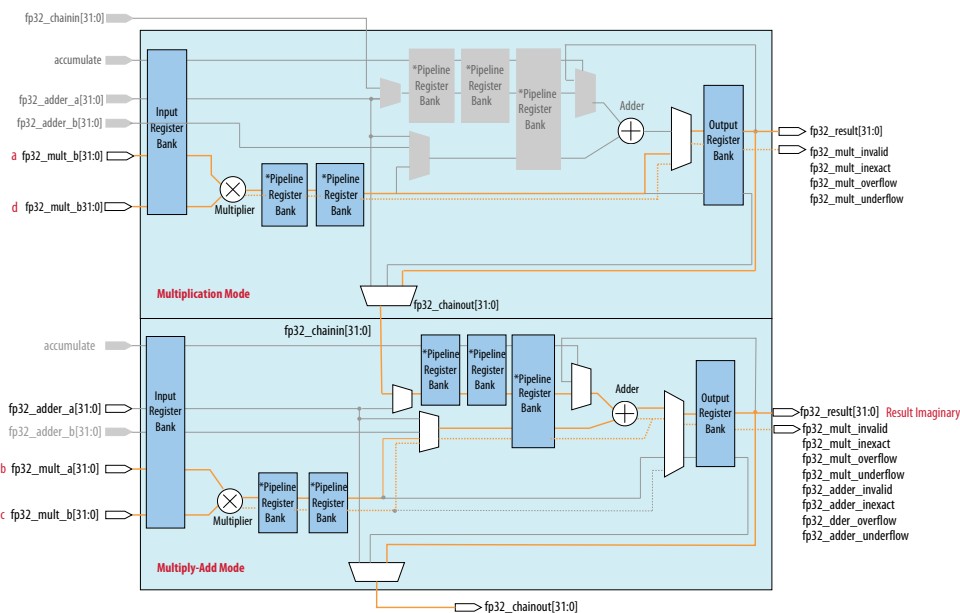 fp32_chainin[31:0]
accumulate
fp32_adder_a[31:0]
fp32_adder_b[31:0]
a fp32_mult_b[31:0]
d fp32_mult_b31:0]
Input
Register
Bank
Multiplier
*Pipeline
Register
Bank
*Pipeline
Register
Bank
*Pipeline
Register
Bank
*Pipeline
Register
Bank
*Pipeline
Register
Bank
Adder
Output
Register
Bank
fp32_result[31:0]
fp32_mult_invalid
fp32_mult_inexact
fp32_mult_overflow
fp32_mult_underflow
Multiplication Mode
fp32_chainout[31:0]
fp32_chainin[31:0]
accumulate
fp32_adder_a[31:0]
fp32_adder_b[31:0]
b fp32_mult_a[31:0]
c fp32_mult_b[31:0]
Input
Register
Bank
Multiplier
*Pipeline
Register
Bank
*Pipeline
Register
Bank
*Pipeline
Register
Bank
*Pipeline
Register
Bank
*Pipeline
Register
Bank
Adder
Output
Register
Bank
fp32_result[31:0] Result Imaginary
fp32_mult_invalid
fp32_mult_inexact
fp32_mult_overflow
fp32_mult_underflow
fp32_adder_invalid
fp32_adder_inexact
fp32_dder_overflow
fp32_adder_underflow
Multiply-Add Mode
fp32_chainout[31:0]